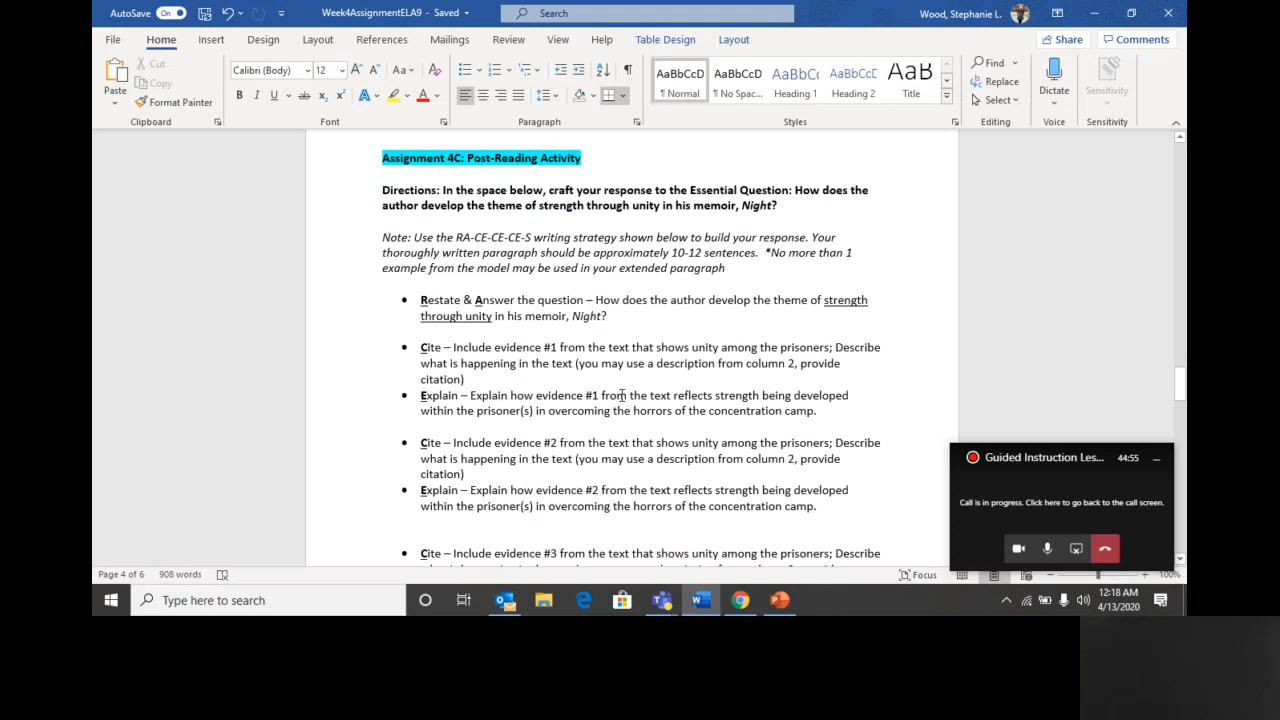 AutoSave On Week4AssignmentELA9 - Saved Search Wood, Stephanie L.
File Home Insert Design Layout References Mailings Review View Help Table Design Layout Share Comments
Paste Cut Copy Format Painter Calibri (Body) 12 AaBbCcD AaBbCcD AaBbCc AaBbCcD AaB Find Replace Select Dictate Sensitivity
¶ Normal ¶ No Spac... Heading 1 Heading 2 Title
Clipboard Font Paragraph Styles Editing Voice Sensitivity
Assignment 4C: Post-Reading Activity
Directions: In the space below, craft your response to the Essential Question: How does the
author develop the theme of strength through unity in his memoir, Night?
Note: Use the RA-CE-CE-CE-S writing strategy shown below to build your response. Your
thoroughly written paragraph should be approximately 10-12 sentences. *No more than 1
example from the model may be used in your extended paragraph
• Restate & Answer the question – How does the author develop the theme of strength
through unity in his memoir, Night?
• Cite – Include evidence #1 from the text that shows unity among the prisoners; Describe
what is happening in the text (you may use a description from column 2, provide
citation)
• Explain – Explain how evidence #1 from the text reflects strength being developed
within the prisoner(s) in overcoming the horrors of the concentration camp.
• Cite – Include evidence #2 from the text that shows unity among the prisoners; Describe
what is happening in the text (you may use a description from column 2, provide
citation)
• Explain – Explain how evidence #2 from the text reflects strength being developed
within the prisoner(s) in overcoming the horrors of the concentration camp.
• Cite – Include evidence #3 from the text that shows unity among the prisoners; Describe
Guided Instruction Les... 44:55
Call is in progress. Click here to go back to the call screen.
Page 4 of 6 908 words Focus 100%
Type here to search 12:18 AM
4/13/2020